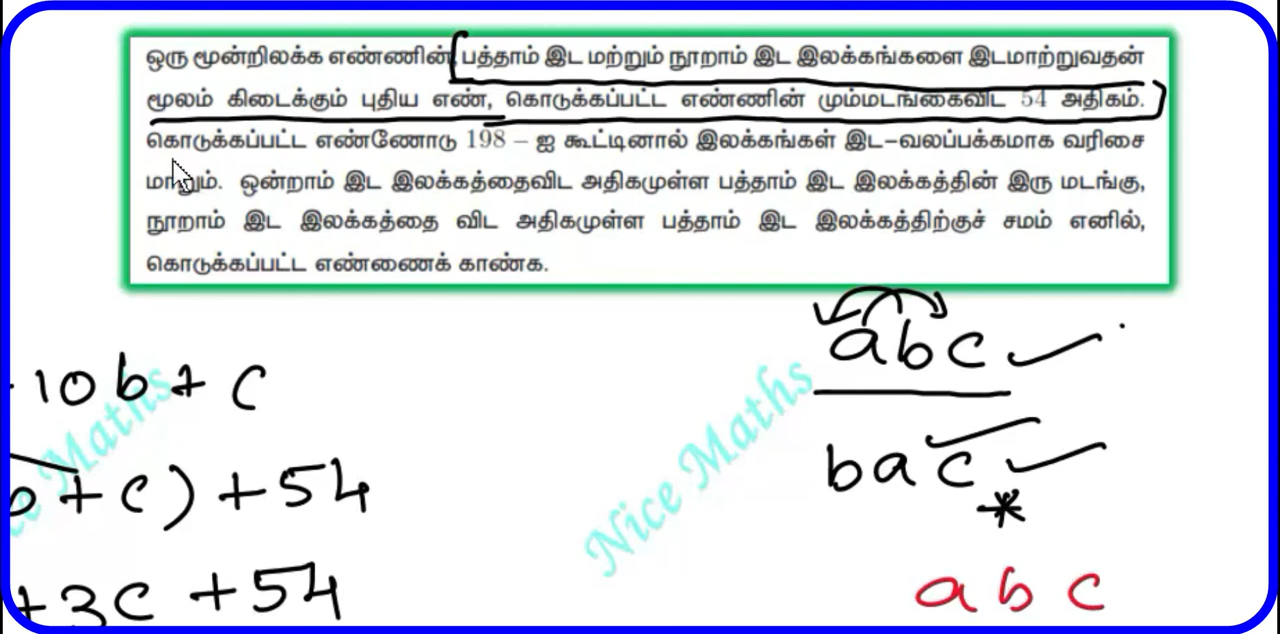 ஒரு மூன்றிலக்க எண்ணின் பத்தாம் இட மற்றும் நூறாம் இட இலக்கங்களை இடமாற்றுவதன்
மூலம் கிடைக்கும் புதிய எண், கொடுக்கப்பட்ட எண்ணின் மும்மடங்கைவிட 54 அதிகம்.
கொடுக்கப்பட்ட எண்ணோடு 198 – ஐ கூட்டினால் இலக்கங்கள் இட-வலப்பக்கமாக வரிசை
மாறும். ஒன்றாம் இட இலக்கத்தைவிட அதிகமுள்ள பத்தாம் இட இலக்கத்தின் இரு மடங்கு,
நூறாம் இட இலக்கத்தை விட அதிகமுள்ள பத்தாம் இட இலக்கத்திற்குச் சமம் எனில்,
கொடுக்கப்பட்ட எண்ணைக் காண்க.
abc
10b+c
bac
+c)+54
Nice Maths
abc
+3c+54